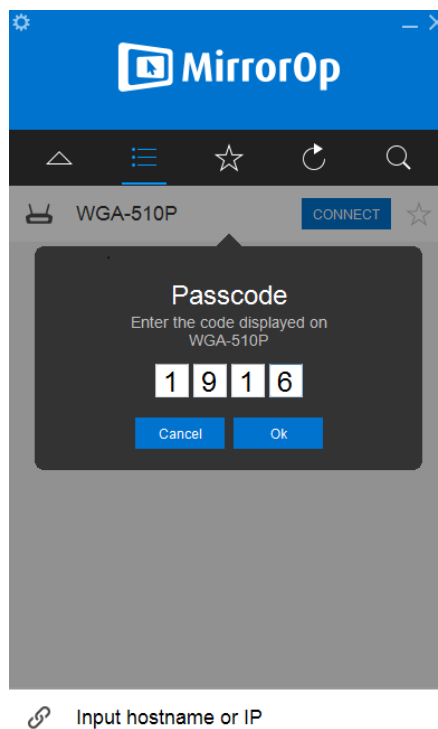 MirrorOp
WGA-510P
CONNECT
Passcode
Enter the code displayed on
WGA-510P
1 9 1 6
Cancel Ok
Input hostname or IP